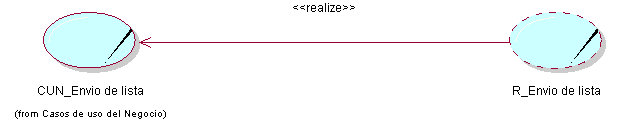 <<realize>>
CUN_Envio de lista
R_Envio de lista
(from Casos de uso del Negocio)